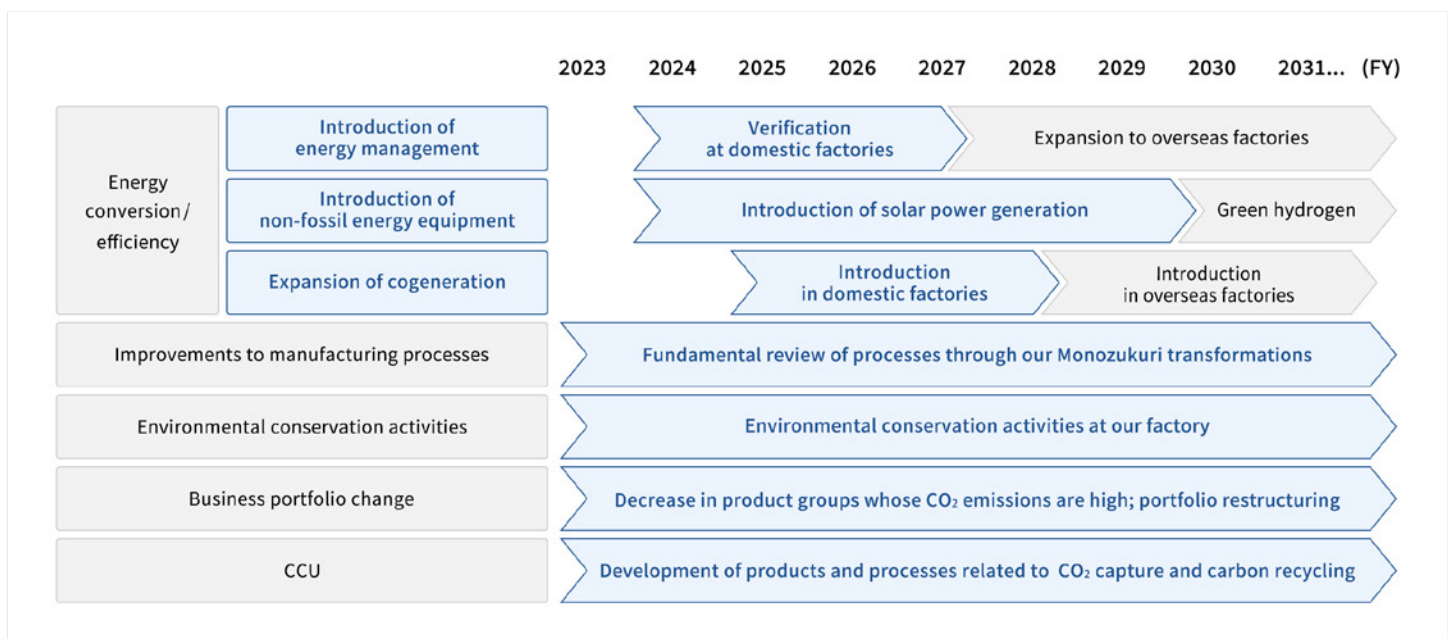 2023 2024 2025 2026 2027 2028 2029 2030 2031... (FY)
Energy
conversion/
efficiency
Introduction of
energy management
Verification
at domestic factories
Expansion to overseas factories
Introduction of
non-fossil energy equipment
Introduction of solar power generation
Green hydrogen
Expansion of cogeneration
Introduction
in domestic factories
Introduction
in overseas factories
Improvements to manufacturing processes
Fundamental review of processes through our Monozukuri transformations
Environmental conservation activities
Environmental conservation activities at our factory
Business portfolio change
Decrease in product groups whose CO₂ emissions are high; portfolio restructuring
CCU
Development of products and processes related to CO₂ capture and carbon recycling